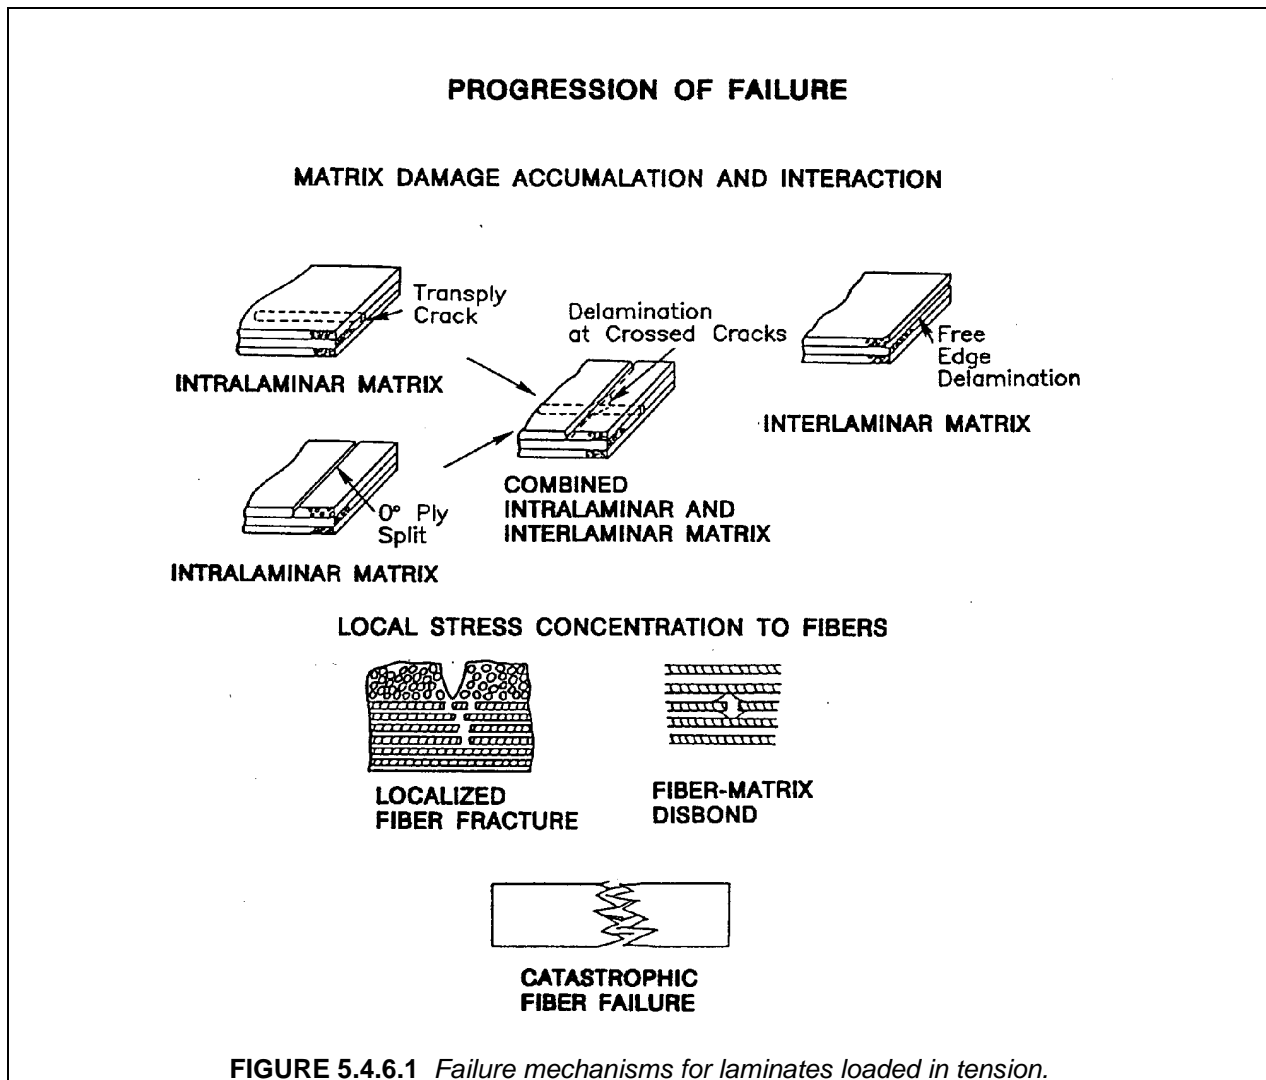 PROGRESSION OF FAILURE
MATRIX DAMAGE ACCUMALATION AND INTERACTION
Transply
Crack
INTRALAMINAR MATRIX
Delamination
at Crossed Cracks
Free
Edge
Delamination
INTERLAMINAR MATRIX
0° Ply
Split
INTRALAMINAR MATRIX
COMBINED
INTRALAMINAR AND
INTERLAMINAR MATRIX
LOCAL STRESS CONCENTRATION TO FIBERS
LOCALIZED
FIBER FRACTURE
FIBER-MATRIX
DISBOND
CATASTROPHIC
FIBER FAILURE
FIGURE 5.4.6.1 Failure mechanisms for laminates loaded in tension.